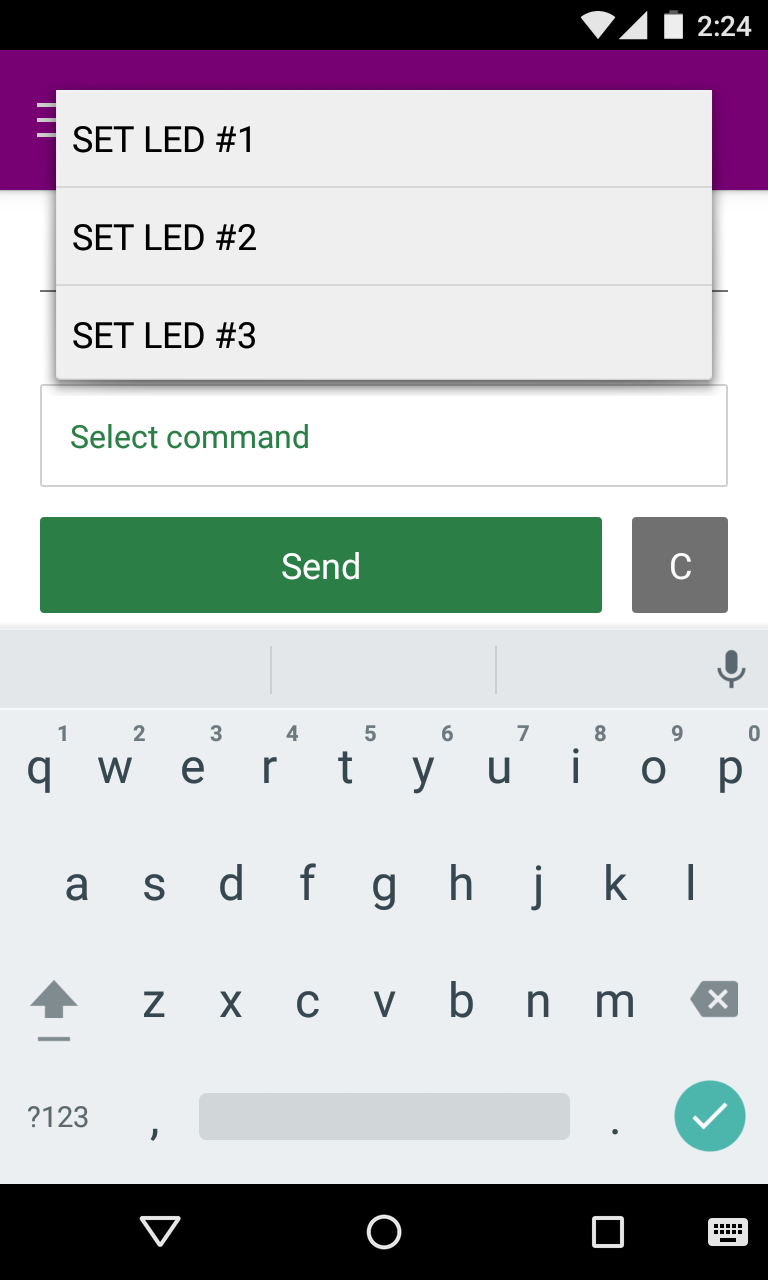 2:24
SET LED #1
SET LED #2
SET LED #3
Select command
Send C
1 2 3 4 5 6 7 8 9 0
q w e r t y u i o p
a s d f g h j k l
z x c v b n m
?123 , .